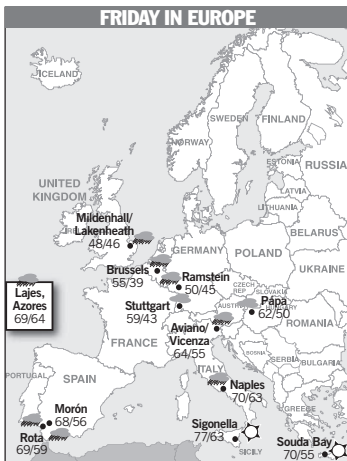 FRIDAY IN EUROPE
ICELAND
SWEDEN
FINLAND
NORWAY
ESTONIA
RUSSIA
LATVIA
LITHUANIA
UNITED
KINGDOM
Mildenhall/
Lakenheath
48/46
BELARUS
GERMANY
POLAND
Brussels
55/39
Ramstein
50/45
UKRAINE
Lajes,
Azores
69/64
CZECH
REP.
SLOVAKIA
Stuttgart
59/43
Pápa
62/50
HUNGARY
Aviano/
Vicenza
64/55
ROMANIA
FRANCE
BOSNIA
SERBIA
BULGARIA
ITALY
PORTUGAL
SPAIN
Naples
70/63
Morón
68/56
GREECE
Rota
69/59
Sigonella
77/63
SICILY
Souda Bay
70/55